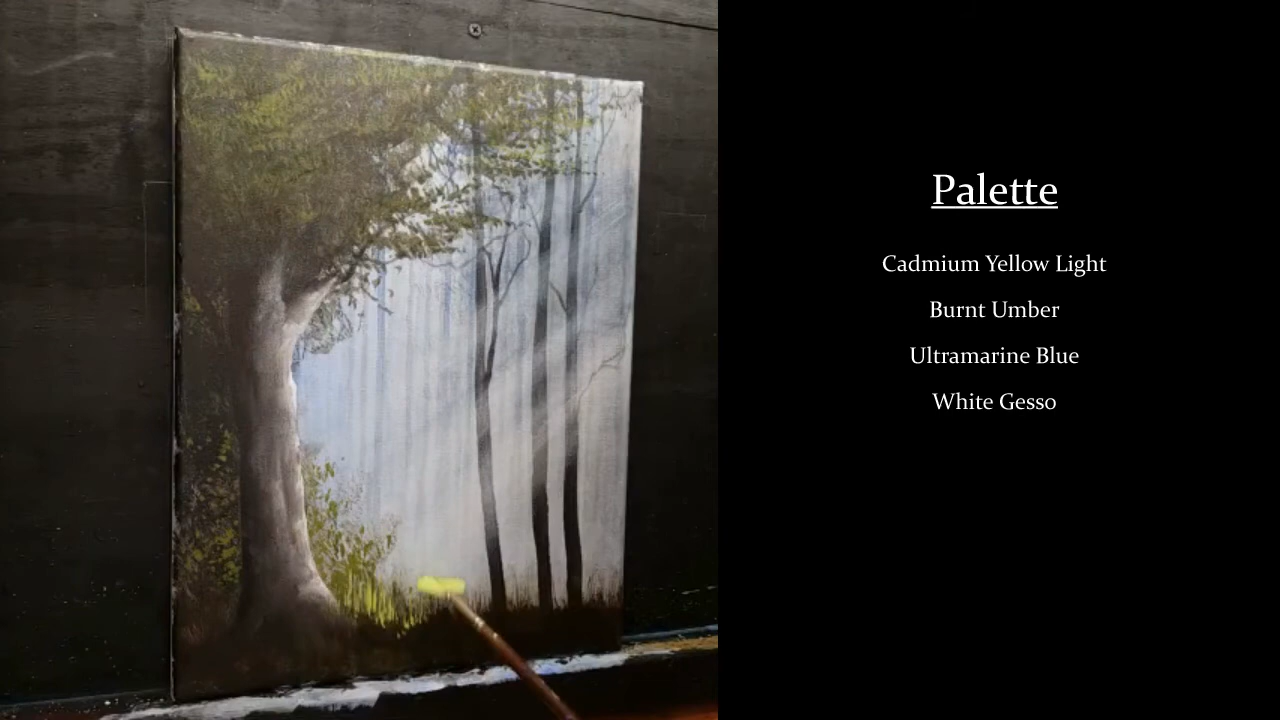 Palette
Cadmium Yellow Light
Burnt Umber
Ultramarine Blue
White Gesso